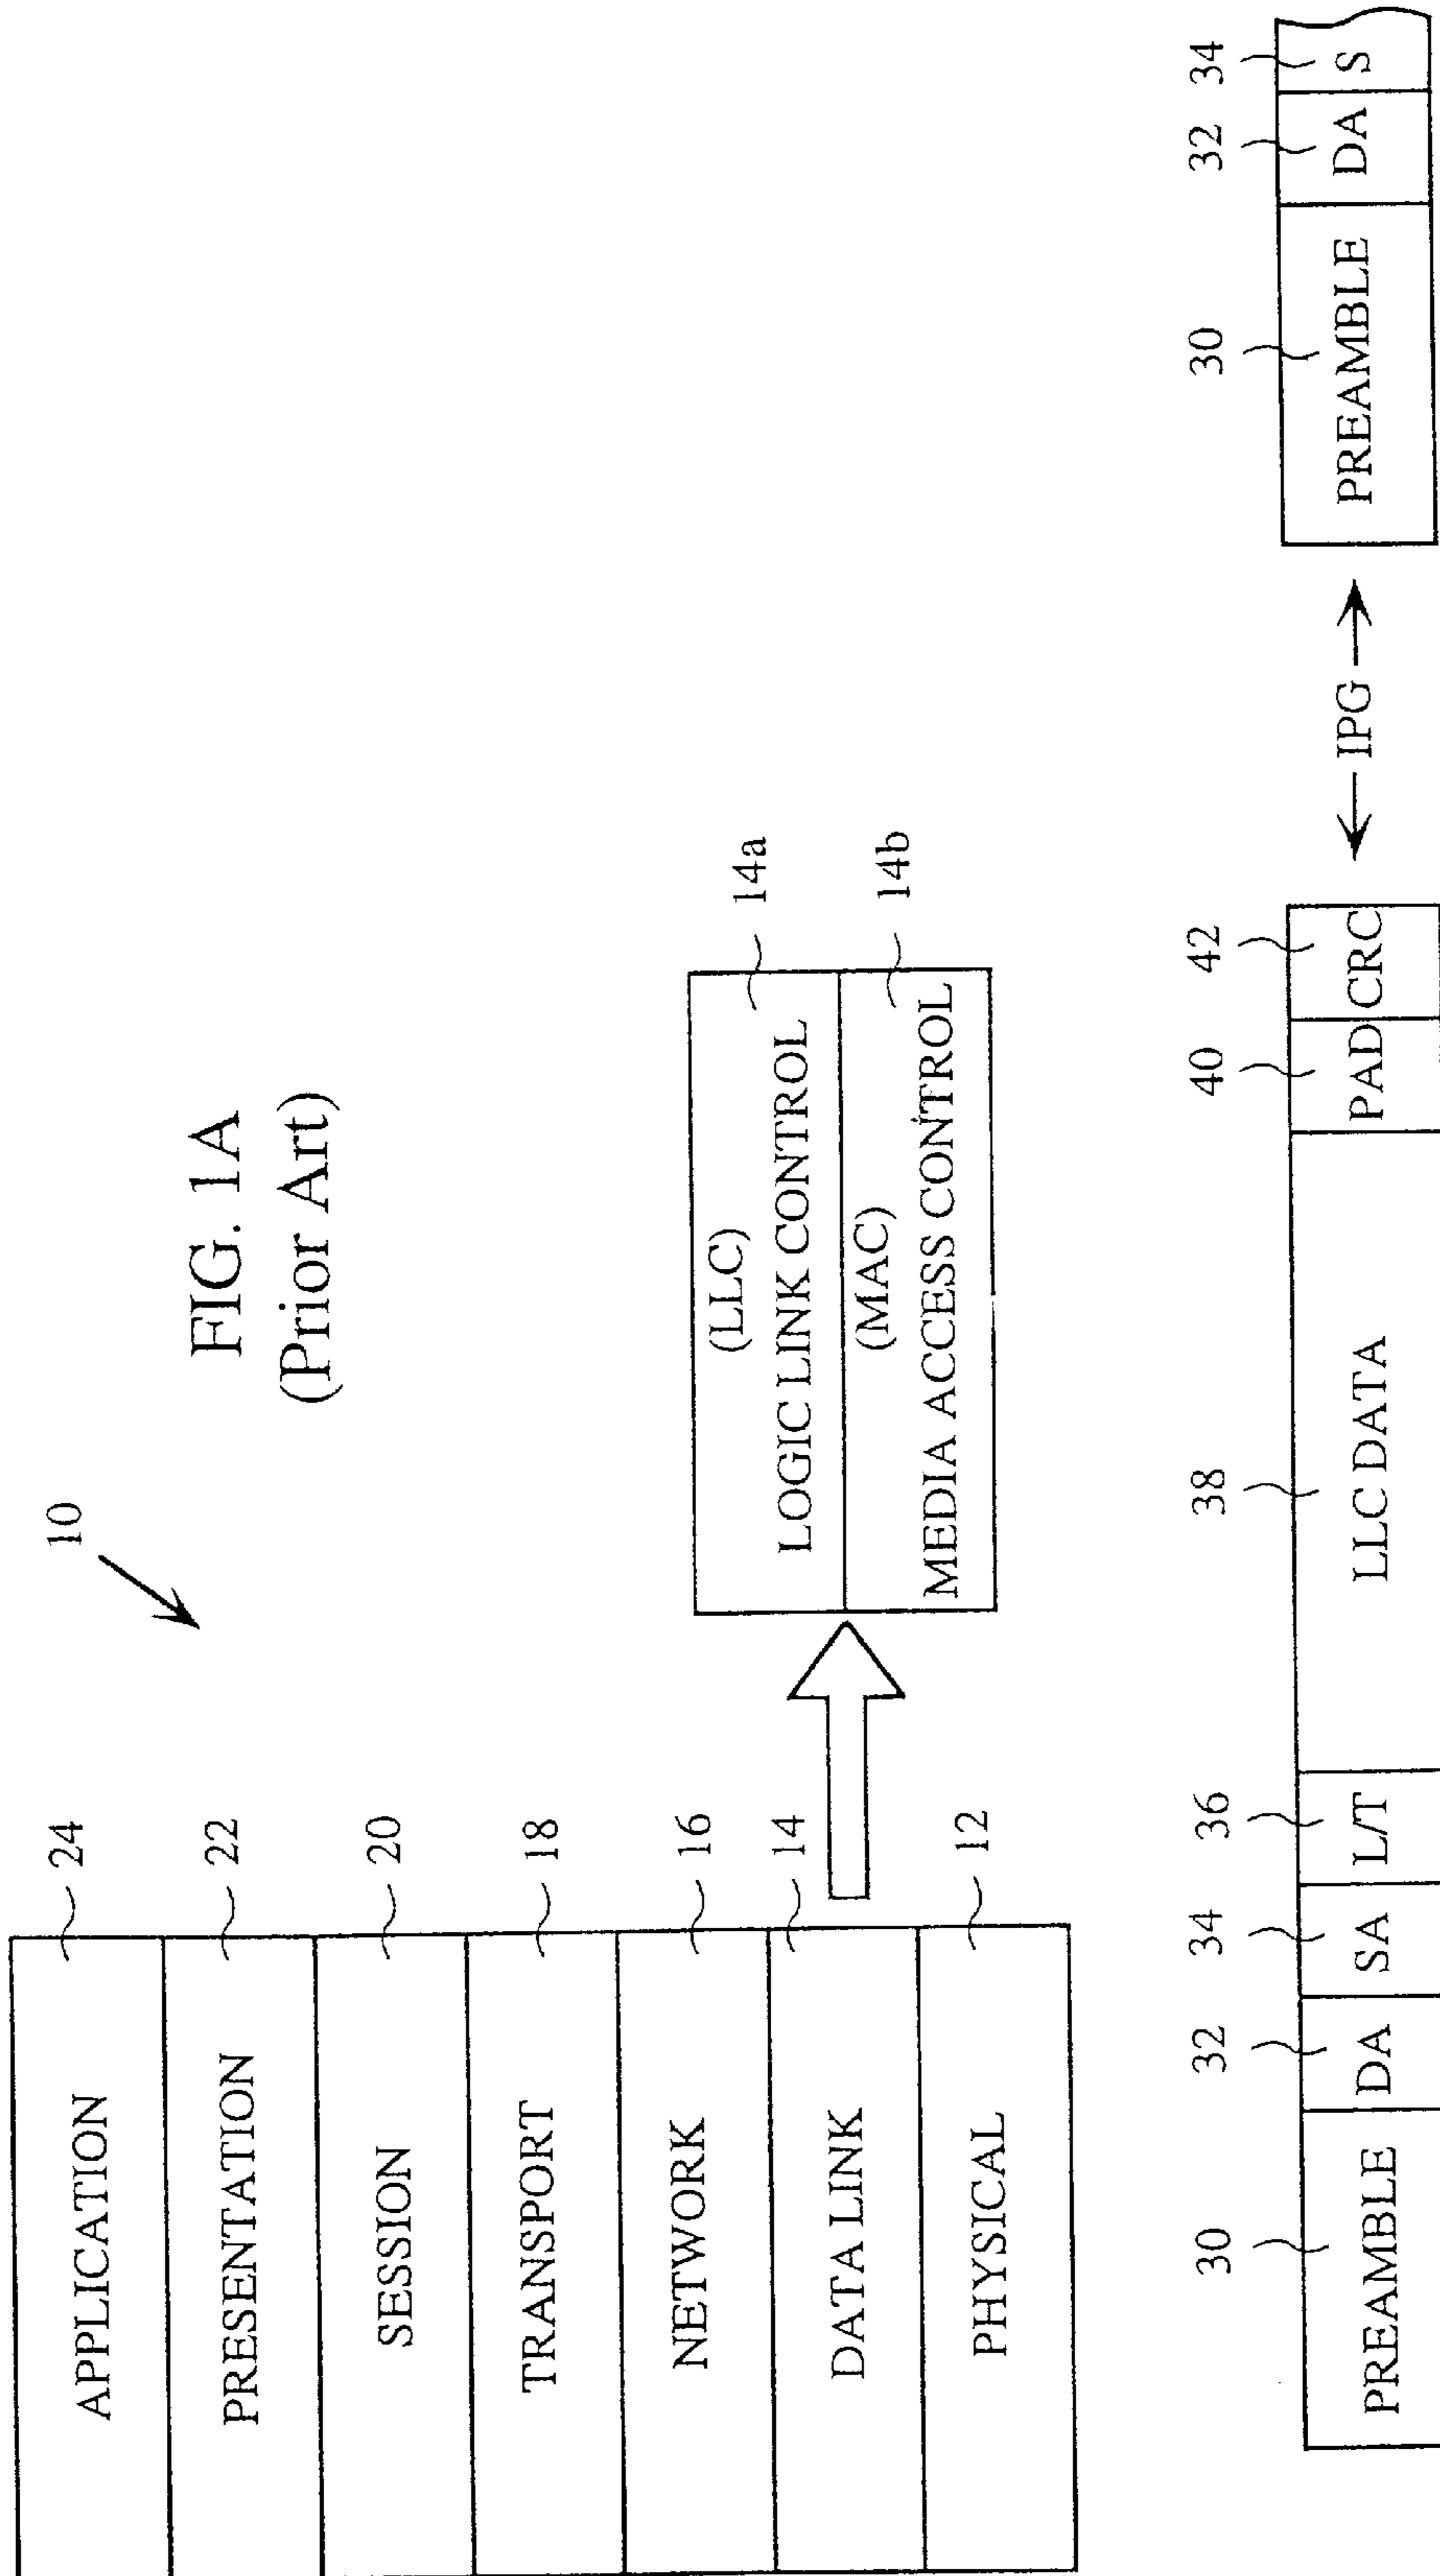 FIG. 1A
(Prior Art)
10
APPLICATION 24
PRESENTATION 22
SESSION 20
TRANSPORT 18
NETWORK 16
DATA LINK 14
PHYSICAL 12
(LLC) 14a
LOGIC LINK CONTROL
(MAC) 14b
MEDIA ACCESS CONTROL
30 32 34 36 38 40 42 30 32 34
PREAMBLE DA SA L/T LLC DATA PAD CRC IPG PREAMBLE DA S